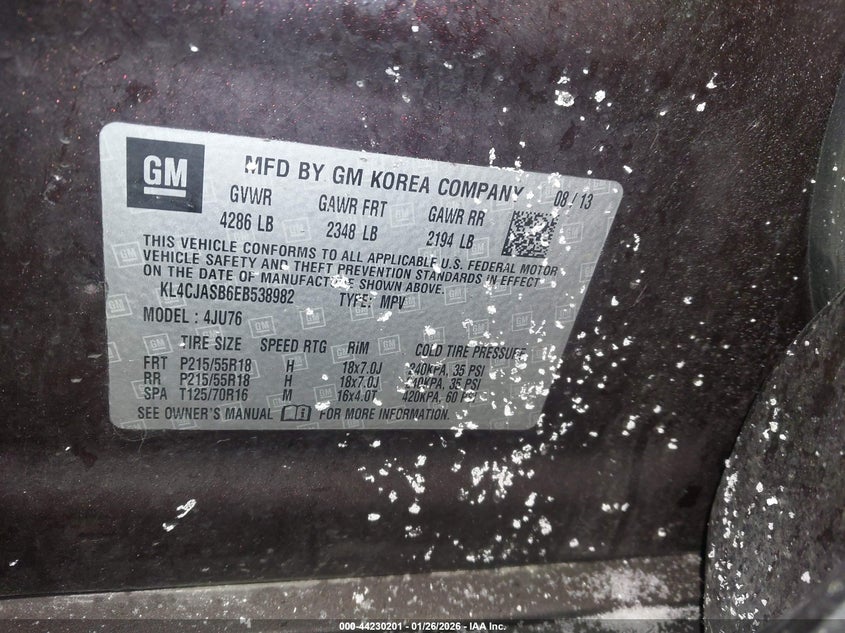 GM
MFD BY GM KOREA COMPANY 08 / 13
GVWR GAWR FRT GAWR RR
4286 LB 2348 LB 2194 LB
THIS VEHICLE CONFORMS TO ALL APPLICABLE U.S. FEDERAL MOTOR
VEHICLE SAFETY AND THEFT PREVENTION STANDARDS IN EFFECT
ON THE DATE OF MANUFACTURE SHOWN ABOVE.
KL4CJASB6EB538982 TYPE: MPV
MODEL: 4JU76
TIRE SIZE SPEED RTG RIM COLD TIRE PRESSURE
FRT P215/55R18 H 18x7.0J 240KPA, 35 PSI
RR P215/55R18 H 18x7.0J 240KPA, 35 PSI
SPA T125/70R16 M 16x4.0T 420KPA, 60 PSI
SEE OWNER'S MANUAL FOR MORE INFORMATION.
000-44230201 - 01/26/2026 - IAA Inc.